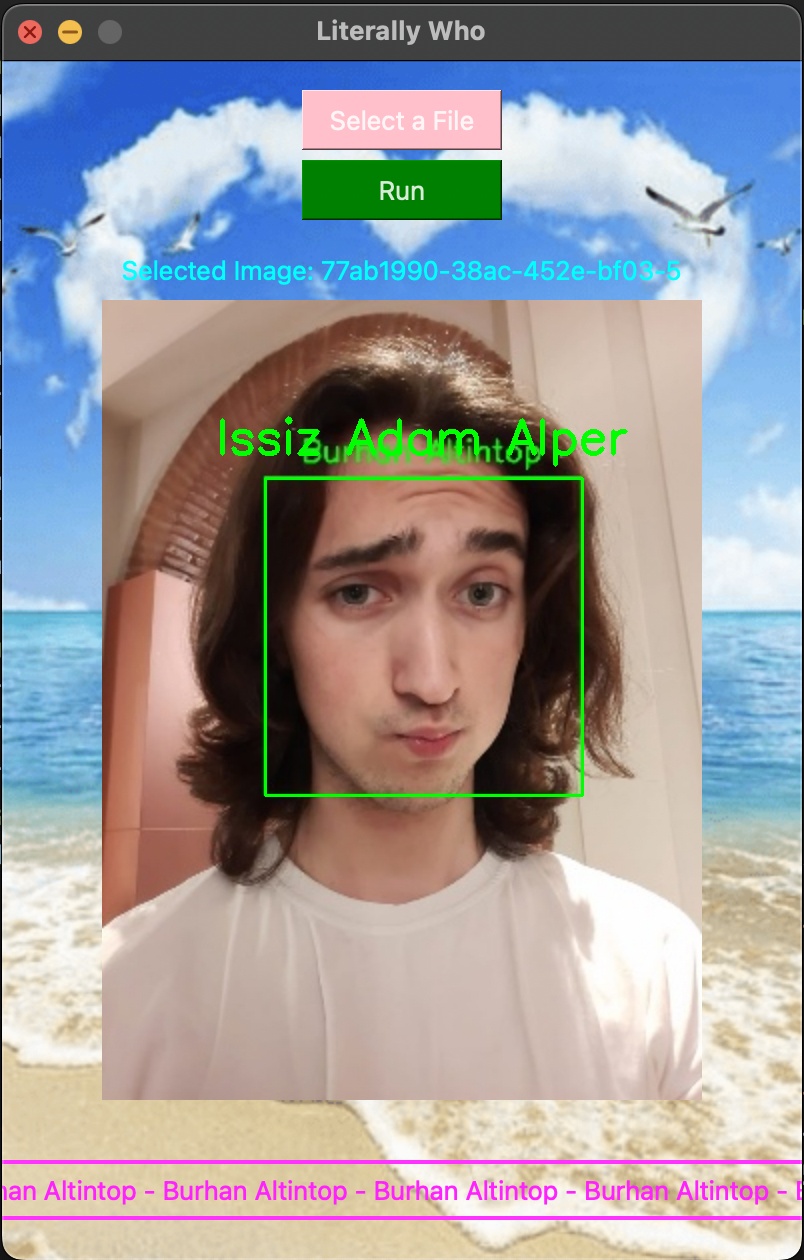 Literally Who
Select a File
Run
Selected Image: 77ab1990-38ac-452e-bf03-5
Issiz Adam Alper
Burhan Altintop
han Altintop - Burhan Altintop - Burhan Altintop - Burhan Altintop -